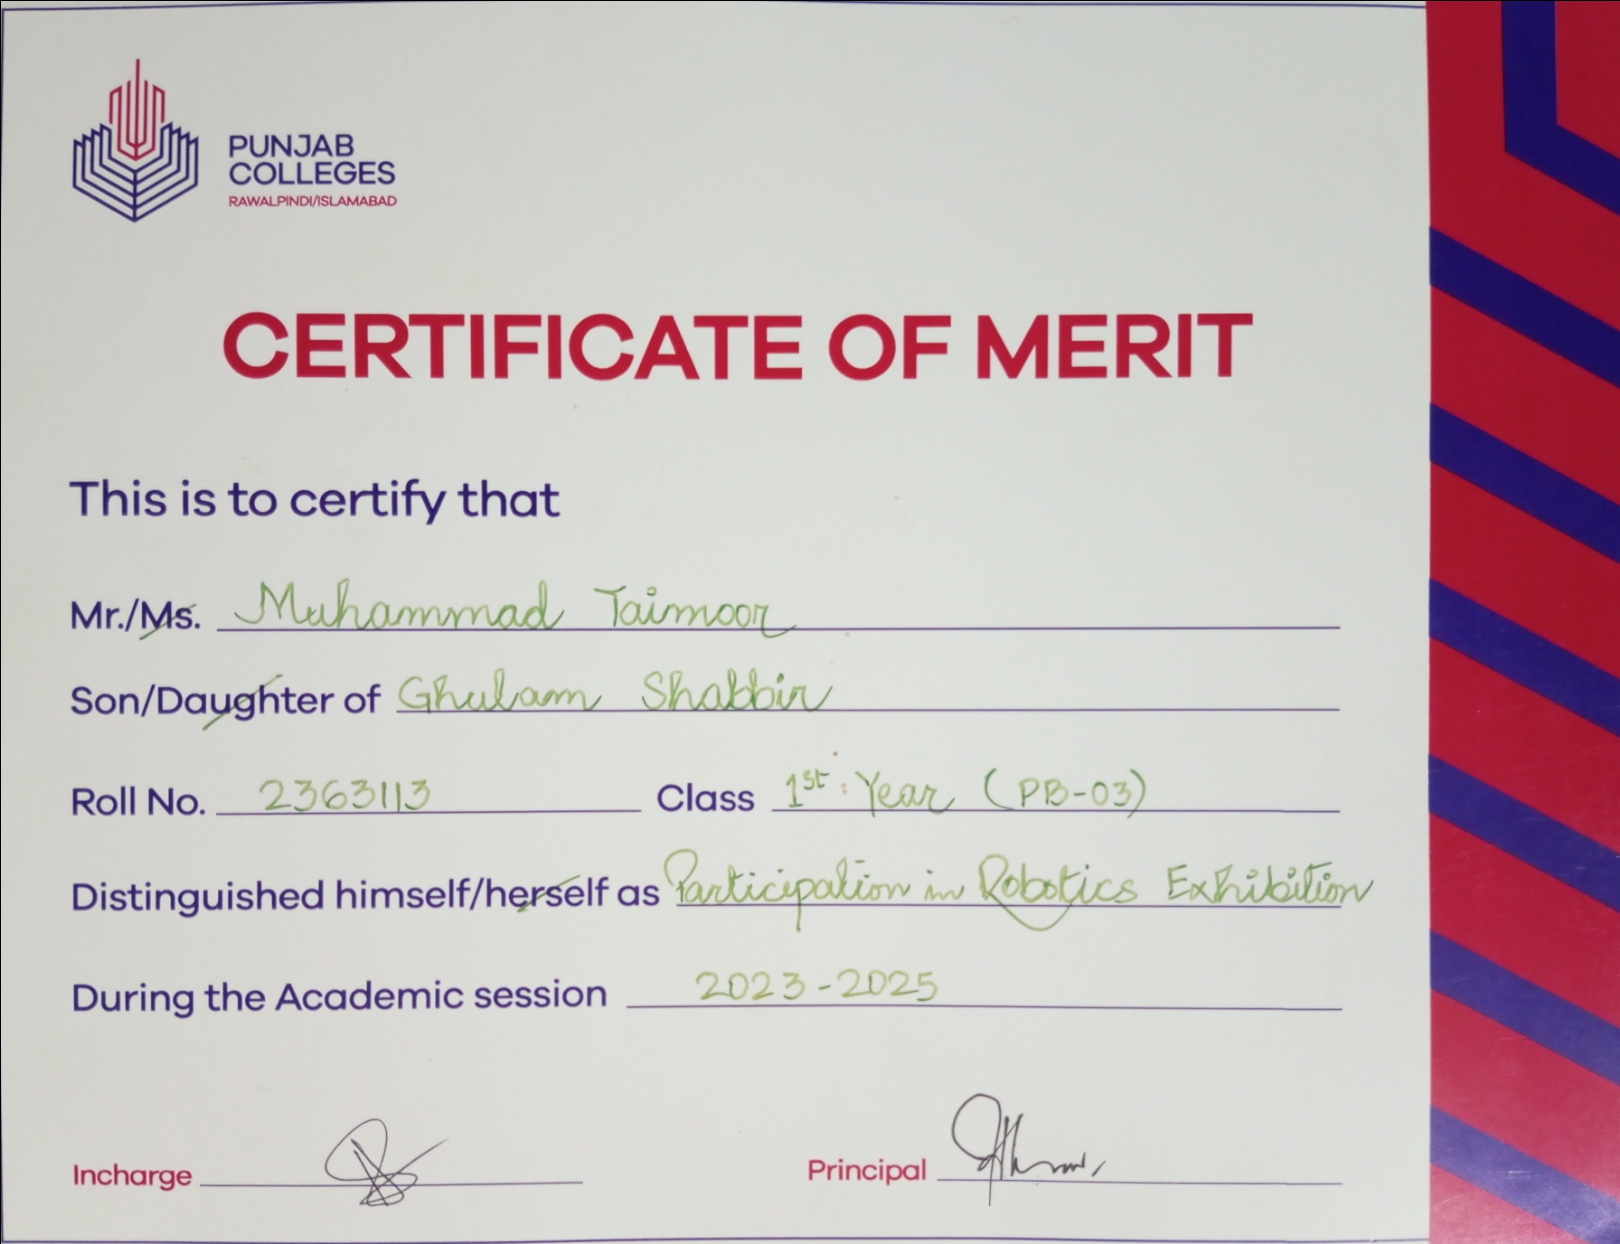 PUNJAB
COLLEGES
RAWALPINDI/ISLAMABAD
CERTIFICATE OF MERIT
This is to certify that
Mr./Ms. Muhammad Taimoor
Son/Daughter of Ghulam Shabbir
Roll No. 2363113 Class 1st Year (PB-03)
Distinguished himself/herself as Participation in Robotics Exhibition
During the Academic session 2023-2025
Incharge Principal